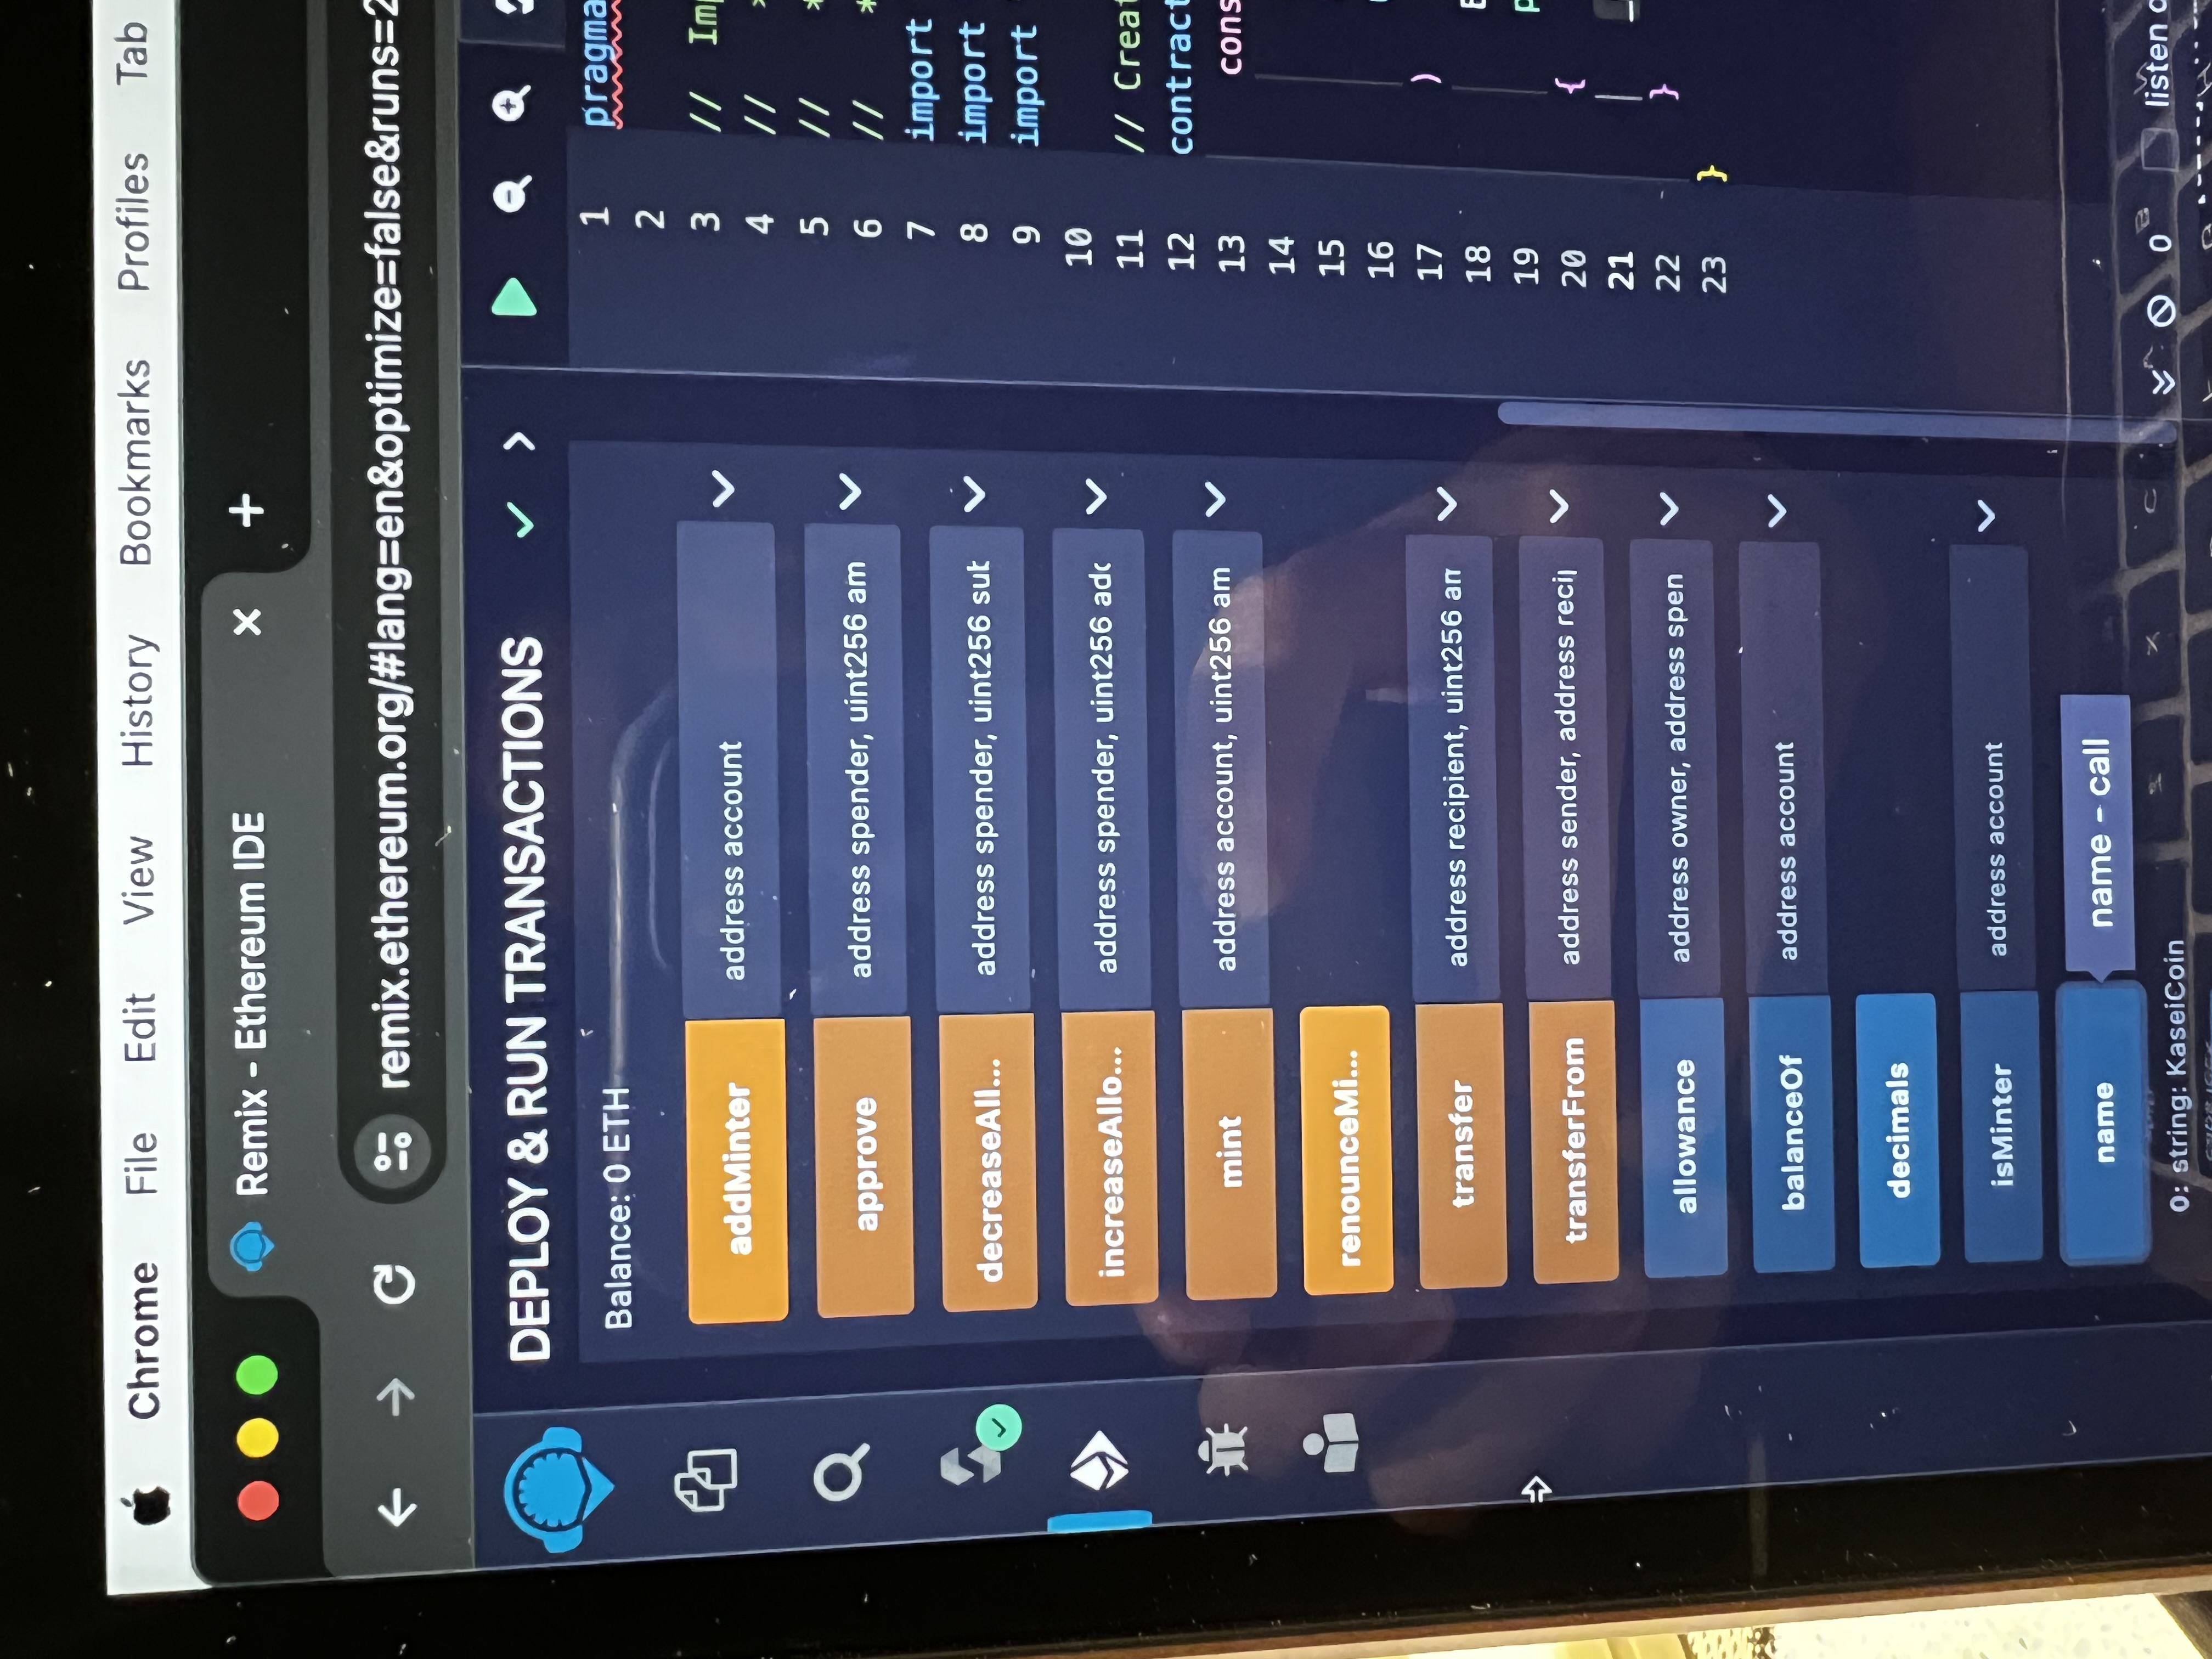 Chrome File Edit View History Bookmarks Profiles Tab
Remix - Ethereum IDE
remix.ethereum.org/#lang=en&optimize=false&runs=2
DEPLOY & RUN TRANSACTIONS
Balance: 0 ETH
addMinter address account
approve address spender, uint256 am
decreaseAll... address spender, uint256 sub
increaseAllo... address spender, uint256 add
mint address account, uint256 am
renounceMi...
transfer address recipient, uint256 am
transferFrom address sender, address recip
allowance address owner, address spen
balanceOf address account
decimals
isMinter address account
name name - call
0: string: KaseiCoin
1 pragma
2
3 // Imp
4 // *
5 // *
6 // *
7 import
8 import
9 import
10
11 // Creat
12 contract
13 cons
14
15
16
17 )
18
19 p
20 {
21 _
22 }
23 }
0 listen o